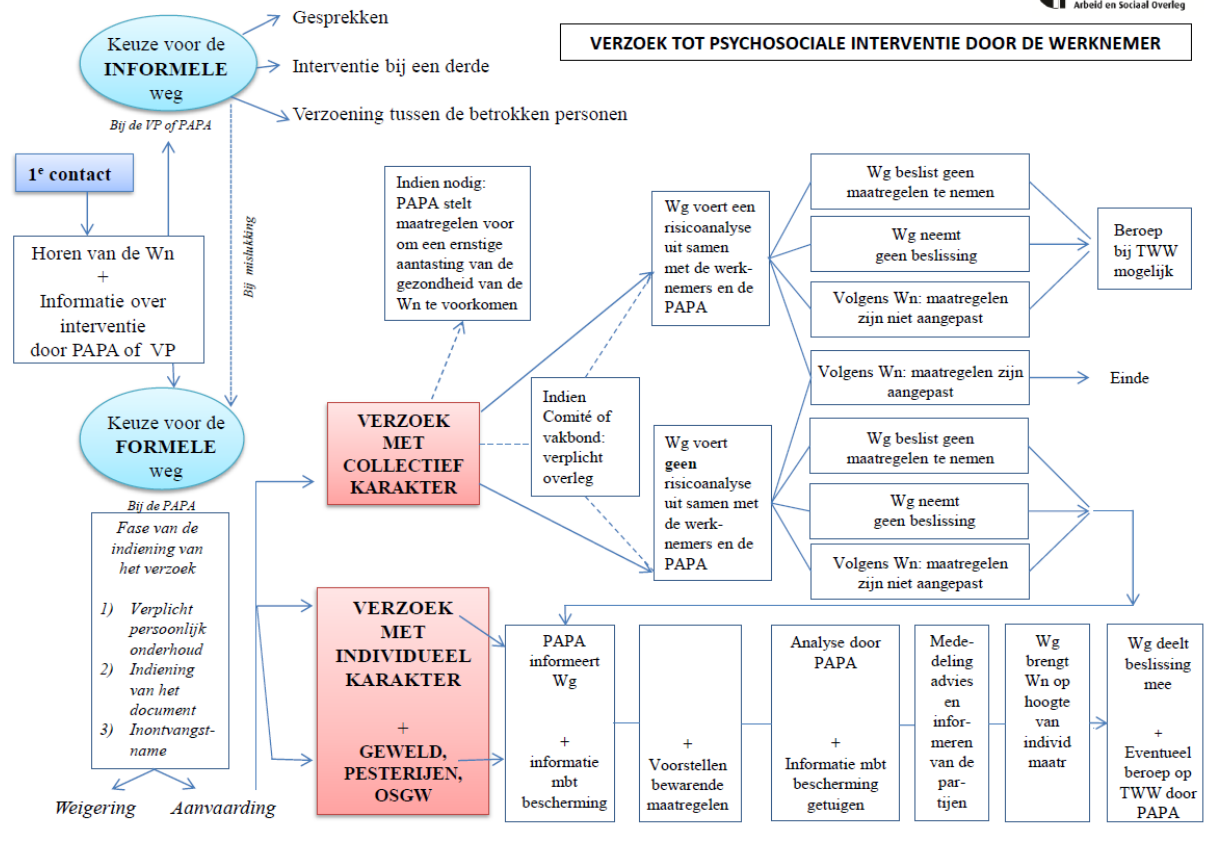 Arbeid en Sociaal Overleg
VERZOEK TOT PSYCHOSOCIALE INTERVENTIE DOOR DE WERKNEMER
Keuze voor de
INFORMELE
weg
Bij de VP of PAPA
Gesprekken
Interventie bij een derde
Verzoening tussen de betrokken personen
1e contact
Horen van de Wn
+
Informatie over
interventie
door PAPA of VP
Bij mislukking
Keuze voor de
FORMELE
weg
Bij de PAPA
Fase van de
indiening van
het verzoek
1) Verplicht
persoonlijk
onderhoud
2) Indiening
van het
document
3) Inontvangst-
name
Weigering
Aanvaarding
Indien nodig:
PAPA stelt
maatregelen voor
om een ernstige
aantasting van de
gezondheid van de
Wn te voorkomen
VERZOEK
MET
COLLECTIEF
KARAKTER
Indien
Comité of
vakbond:
verplicht
overleg
Wg voert een
risicoanalyse
uit samen
met de werk-
nemers en de
PAPA
Wg voert
geen
risicoanalyse
uit samen met
de werk-
nemers en de
PAPA
Wg beslist geen
maatregelen te nemen
Wg neemt
geen beslissing
Volgens Wn: maatregelen
zijn niet aangepast
Volgens Wn: maatregelen zijn
aangepast
Wg beslist geen
maatregelen te nemen
Wg neemt
geen beslissing
Volgens Wn: maatregelen
zijn niet aangepast
Beroep
bij TWW
mogelijk
Einde
VERZOEK
MET
INDIVIDUEEL
KARAKTER
+
GEWELD,
PESTERIJEN,
OSGW
PAPA
informeert
Wg
+
informatie
mbt
bescherming
+
Voorstellen
bewarende
maatregelen
Analyse door
PAPA
+
Informatie mbt
bescherming
getuigen
Mede-
deling
advies
en
infor-
meren
van de
par-
tijen
Wg
brengt
Wn op
hoogte
van
individ
maatr
Wg deelt
beslissing
mee
+
Eventueel
beroep op
TWW door
PAPA